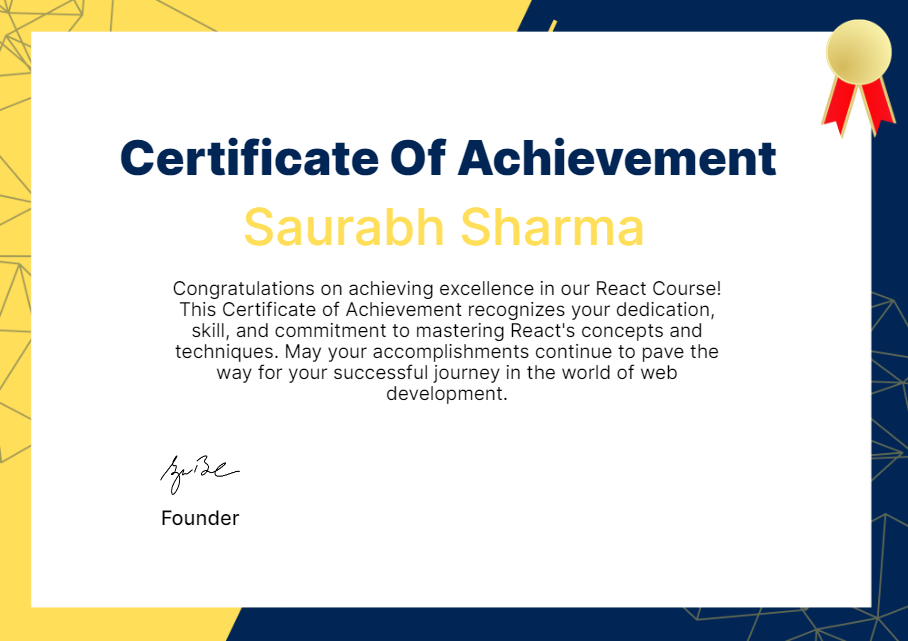 Certificate Of Achievement
Saurabh Sharma
Congratulations on achieving excellence in our React Course!
This Certificate of Achievement recognizes your dedication,
skill, and commitment to mastering React's concepts and
techniques. May your accomplishments continue to pave the
way for your successful journey in the world of web
development.
Founder